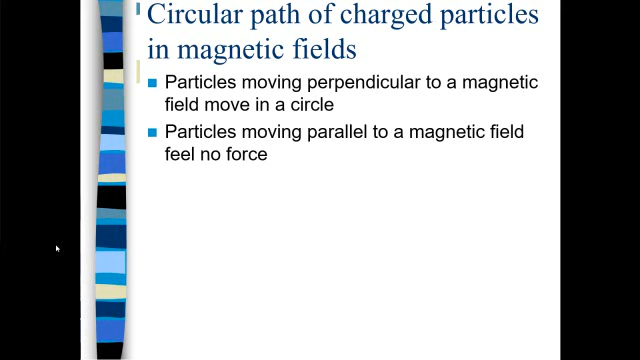 Circular path of charged particles
in magnetic fields
Particles moving perpendicular to a magnetic
field move in a circle
Particles moving parallel to a magnetic field
feel no force